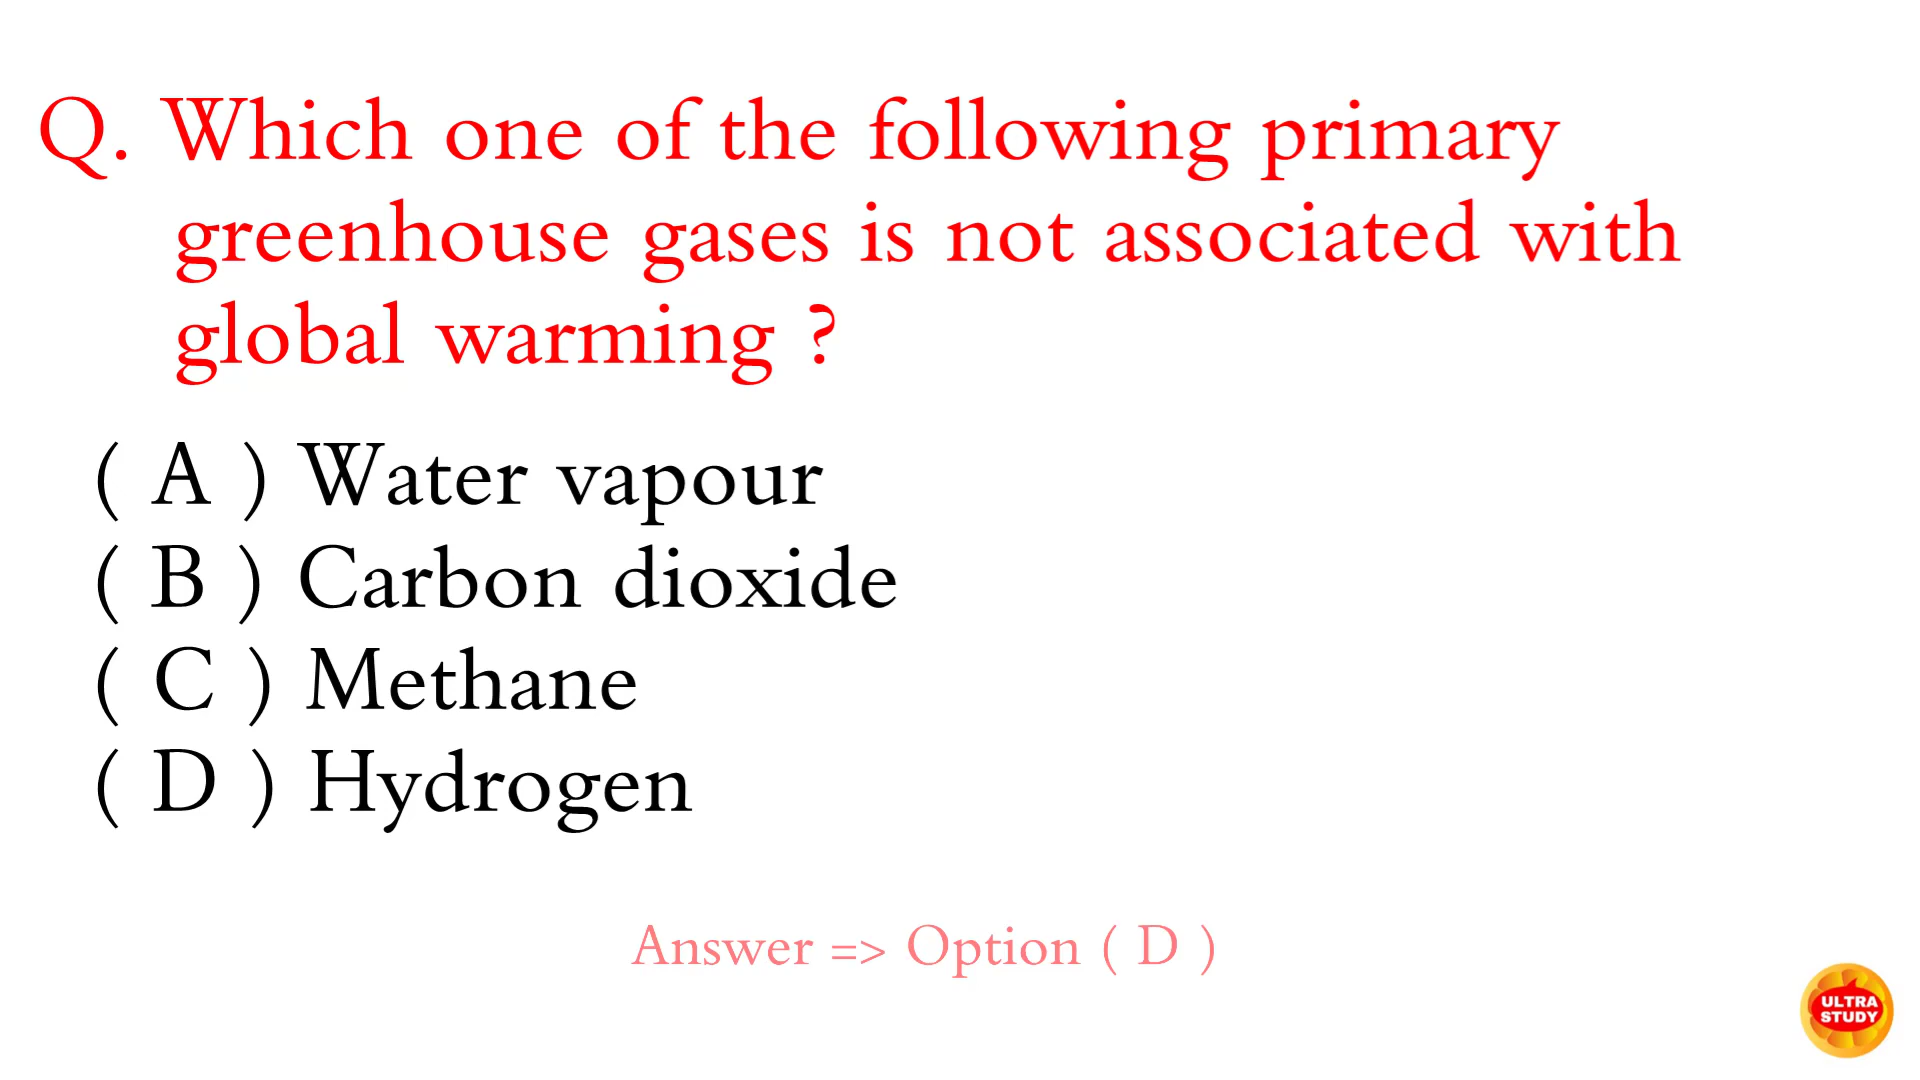 Q. Which one of the following primary
greenhouse gases is not associated with
global warming ?
( A ) Water vapour
( B ) Carbon dioxide
( C ) Methane
( D ) Hydrogen
Answer => Option ( D )
ULTRA
STUDY